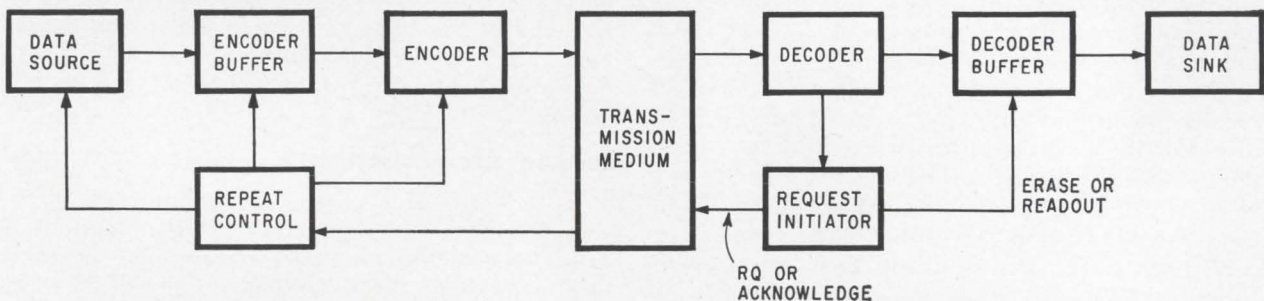 DATA
SOURCE
ENCODER
BUFFER
ENCODER
TRANS-
MISSION
MEDIUM
DECODER
DECODER
BUFFER
DATA
SINK
REPEAT
CONTROL
REQUEST
INITIATOR
ERASE OR
READOUT
RQ OR
ACKNOWLEDGE